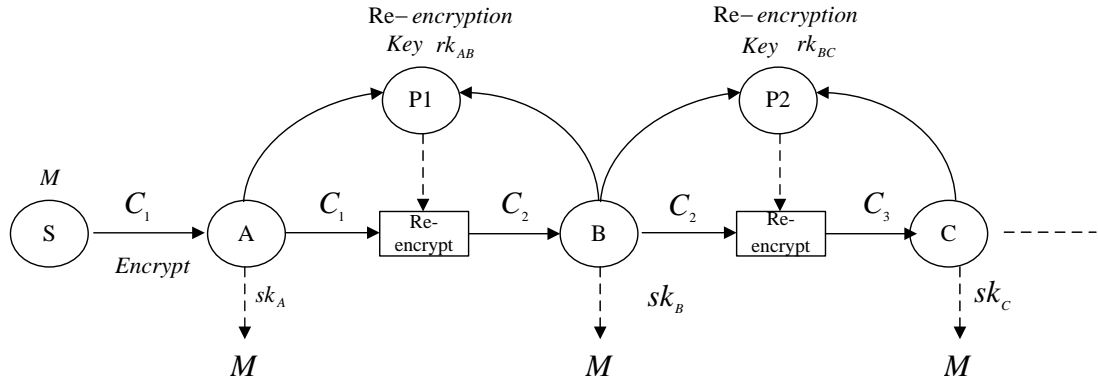 Re– encryption
Key rk_AB
Re– encryption
Key rk_BC
P1
P2
M
C_1
C_1
C_2
C_2
C_3
S
A
Re-
encrypt
B
Re-
encrypt
C
Encrypt
sk_A
sk_B
sk_C
M
M
M